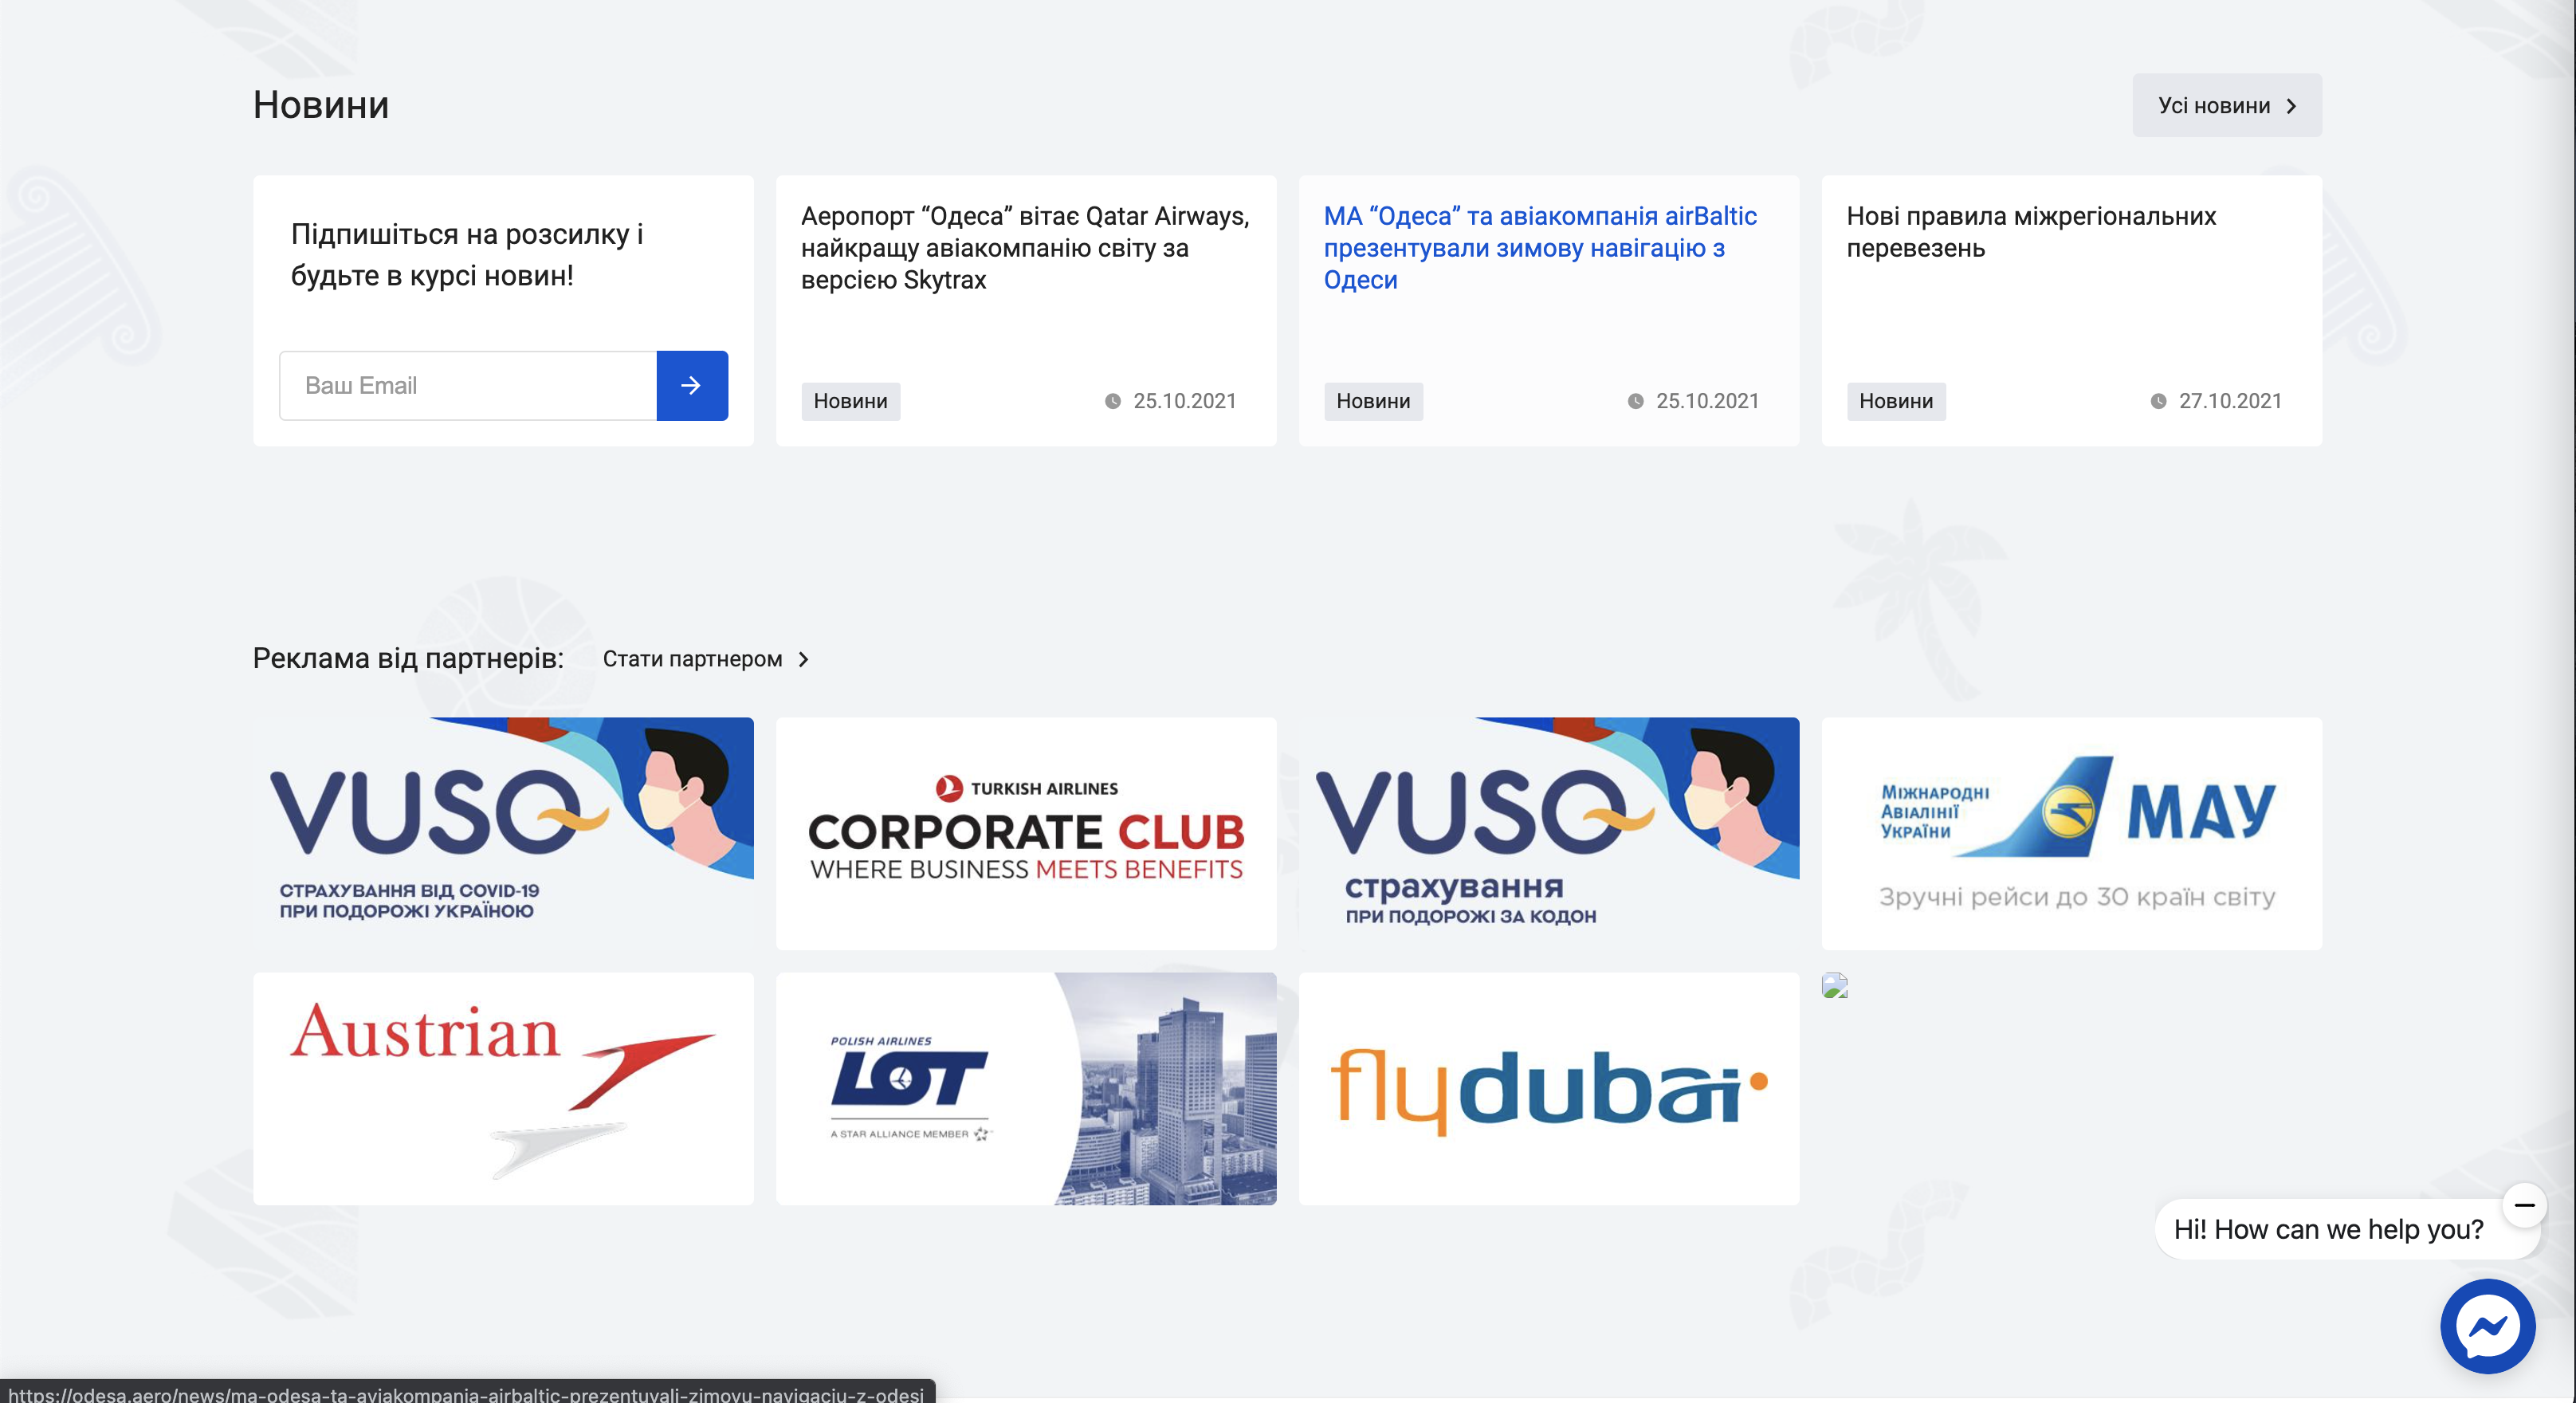 Новини
Усі новини
Підпишіться на розсилку і
будьте в курсі новин!
Ваш Email
Аеропорт “Одеса” вітає Qatar Airways,
найкращу авіакомпанію світу за
версією Skytrax
Новини
25.10.2021
МА “Одеса” та авіакомпанія airBaltic
презентували зимову навігацію з
Одеси
Новини
25.10.2021
Нові правила міжрегіональних
перевезень
Новини
27.10.2021
Реклама від партнерів:
Стати партнером
VUSO
СТРАХУВАННЯ ВІД COVID-19
ПРИ ПОДОРОЖІ УКРАЇНОЮ
TURKISH AIRLINES
CORPORATE CLUB
WHERE BUSINESS MEETS BENEFITS
VUSO
страхування
ПРИ ПОДОРОЖІ ЗА КОДОН
МІЖНАРОДНІ
АВІАЛІНІЇ
УКРАЇНИ
МАУ
Зручні рейси до 30 країн світу
Austrian
POLISH AIRLINES
LOT
A STAR ALLIANCE MEMBER
flydubai
Hi! How can we help you?
https://odesa.aero/news/ma-odesa-ta-aviakompania-airbaltic-prezentuvali-zimovu-navigaciu-z-odesi